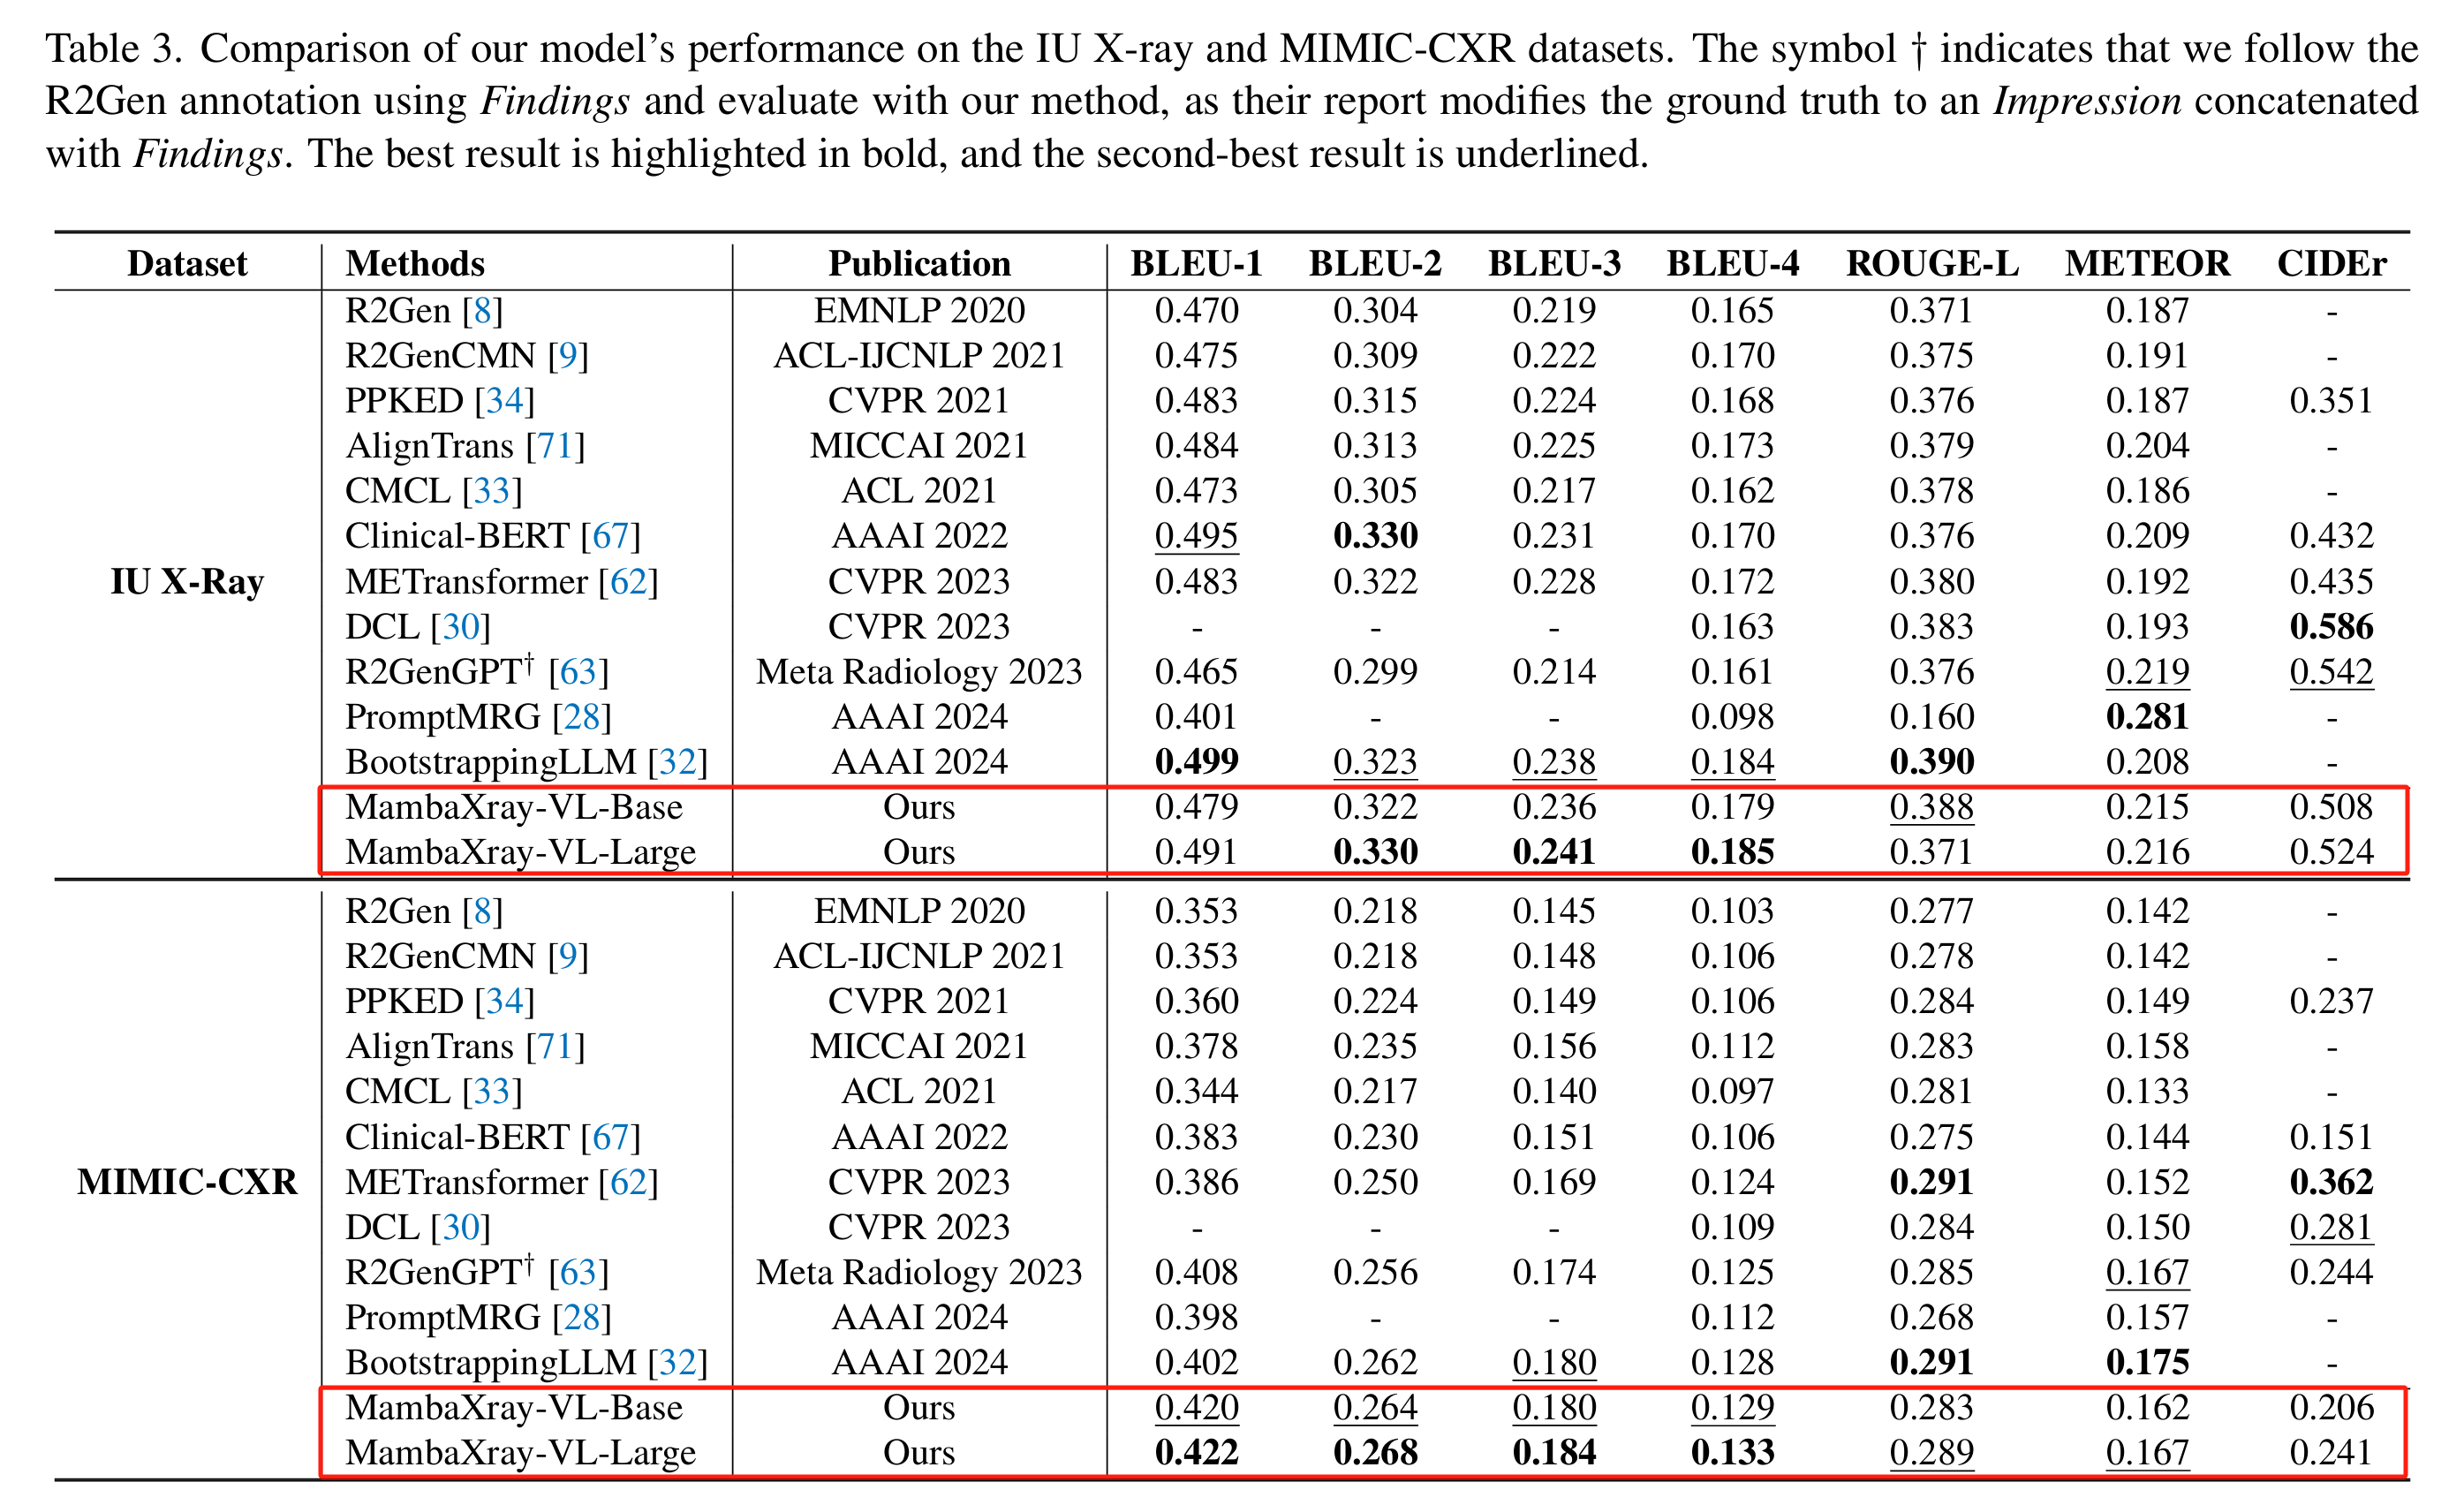 Table 3. Comparison of our model's performance on the IU X-ray and MIMIC-CXR datasets. The symbol † indicates that we follow the
R2Gen annotation using Findings and evaluate with our method, as their report modifies the ground truth to an Impression concatenated
with Findings. The best result is highlighted in bold, and the second-best result is underlined.
Dataset Methods Publication BLEU-1 BLEU-2 BLEU-3 BLEU-4 ROUGE-L METEOR CIDEr
R2Gen [8] EMNLP 2020 0.470 0.304 0.219 0.165 0.371 0.187 -
R2GenCMN [9] ACL-IJCNLP 2021 0.475 0.309 0.222 0.170 0.375 0.191 -
PPKED [34] CVPR 2021 0.483 0.315 0.224 0.168 0.376 0.187 0.351
AlignTrans [71] MICCAI 2021 0.484 0.313 0.225 0.173 0.379 0.204 -
CMCL [33] ACL 2021 0.473 0.305 0.217 0.162 0.378 0.186 -
Clinical-BERT [67] AAAI 2022 0.495 0.330 0.231 0.170 0.376 0.209 0.432
IU X-Ray METransformer [62] CVPR 2023 0.483 0.322 0.228 0.172 0.380 0.192 0.435
DCL [30] CVPR 2023 - - - 0.163 0.383 0.193 0.586
R2GenGPT† [63] Meta Radiology 2023 0.465 0.299 0.214 0.161 0.376 0.219 0.542
PromptMRG [28] AAAI 2024 0.401 - - 0.098 0.160 0.281 -
BootstrappingLLM [32] AAAI 2024 0.499 0.323 0.238 0.184 0.390 0.208 -
MambaXray-VL-Base Ours 0.479 0.322 0.236 0.179 0.388 0.215 0.508
MambaXray-VL-Large Ours 0.491 0.330 0.241 0.185 0.371 0.216 0.524
R2Gen [8] EMNLP 2020 0.353 0.218 0.145 0.103 0.277 0.142 -
R2GenCMN [9] ACL-IJCNLP 2021 0.353 0.218 0.148 0.106 0.278 0.142 -
PPKED [34] CVPR 2021 0.360 0.224 0.149 0.106 0.284 0.149 0.237
AlignTrans [71] MICCAI 2021 0.378 0.235 0.156 0.112 0.283 0.158 -
CMCL [33] ACL 2021 0.344 0.217 0.140 0.097 0.281 0.133 -
Clinical-BERT [67] AAAI 2022 0.383 0.230 0.151 0.106 0.275 0.144 0.151
MIMIC-CXR METransformer [62] CVPR 2023 0.386 0.250 0.169 0.124 0.291 0.152 0.362
DCL [30] CVPR 2023 - - - 0.109 0.284 0.150 0.281
R2GenGPT† [63] Meta Radiology 2023 0.408 0.256 0.174 0.125 0.285 0.167 0.244
PromptMRG [28] AAAI 2024 0.398 - - 0.112 0.268 0.157 -
BootstrappingLLM [32] AAAI 2024 0.402 0.262 0.180 0.128 0.291 0.175 -
MambaXray-VL-Base Ours 0.420 0.264 0.180 0.129 0.283 0.162 0.206
MambaXray-VL-Large Ours 0.422 0.268 0.184 0.133 0.289 0.167 0.241